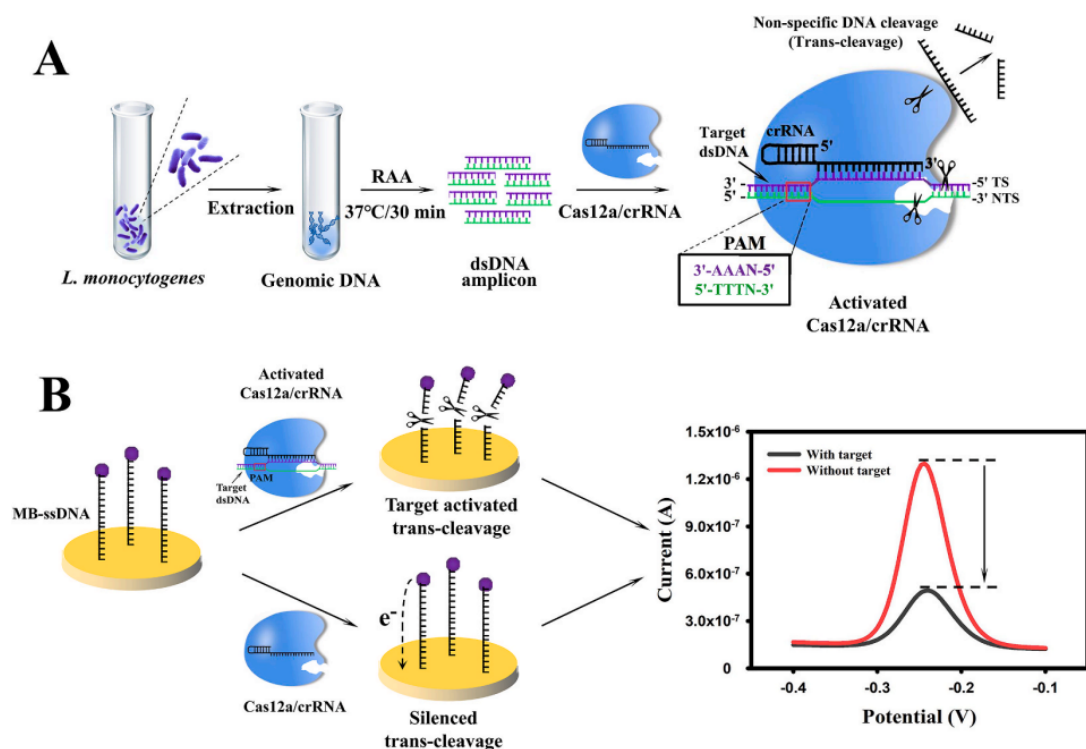 A
Non-specific DNA cleavage
(Trans-cleavage)
L. monocytogenes
Extraction
Genomic DNA
RAA
37°C/30 min
dsDNA
amplicon
Cas12a/crRNA
Target
dsDNA
crRNA
5'
3'
3'
5'
-5' TS
-3' NTS
PAM
3'-AAAN-5'
5'-TTTN-3'
Activated
Cas12a/crRNA
B
MB-ssDNA
Activated
Cas12a/crRNA
PAM
Target
dsDNA
Target activated
trans-cleavage
Cas12a/crRNA
e-
Silenced
trans-cleavage
With target
Without target
Current (A)
1.5x10-6
1.2x10-6
9.0x10-7
6.0x10-7
3.0x10-7
0
-0.4
-0.3
-0.2
-0.1
Potential (V)